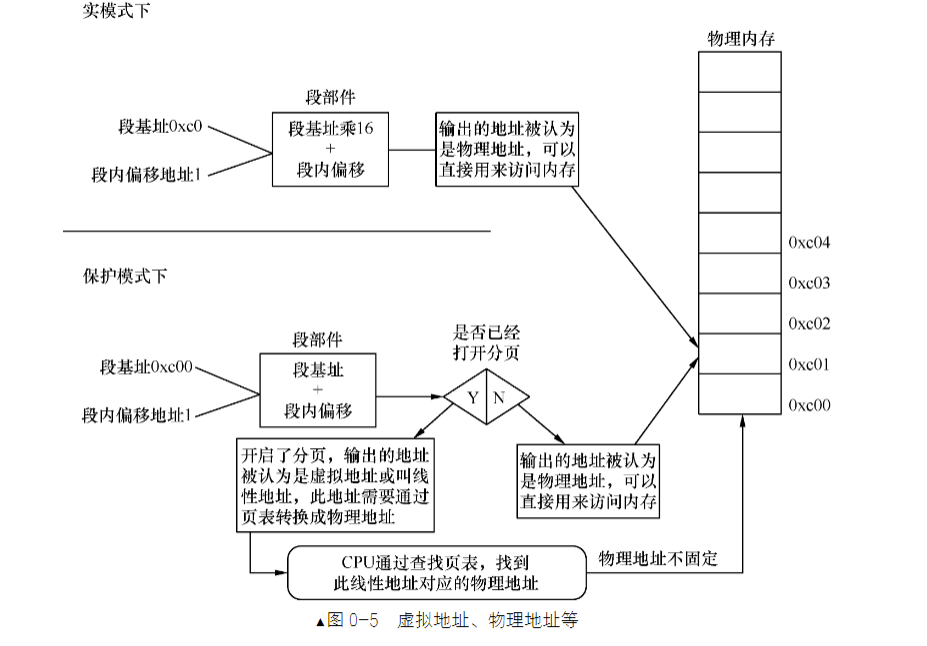 实模式下
物理内存
段部件
段基址0xc0
段内偏移地址1
段基址乘16
+
段内偏移
输出的地址被认为
是物理地址，可以
直接用来访问内存
0xc04
0xc03
0xc02
0xc01
0xc00
保护模式下
段部件
段基址0xc00
段内偏移地址1
段基址
+
段内偏移
是否已经
打开分页
Y N
开启了分页，输出的地址
被认为是虚拟地址或叫线
性地址，此地址需要通过
页表转换成物理地址
输出的地址被认为
是物理地址，可以
直接用来访问内存
CPU通过查找页表，找到
此线性地址对应的物理地址
物理地址不固定
▲图 0-5 虚拟地址、物理地址等